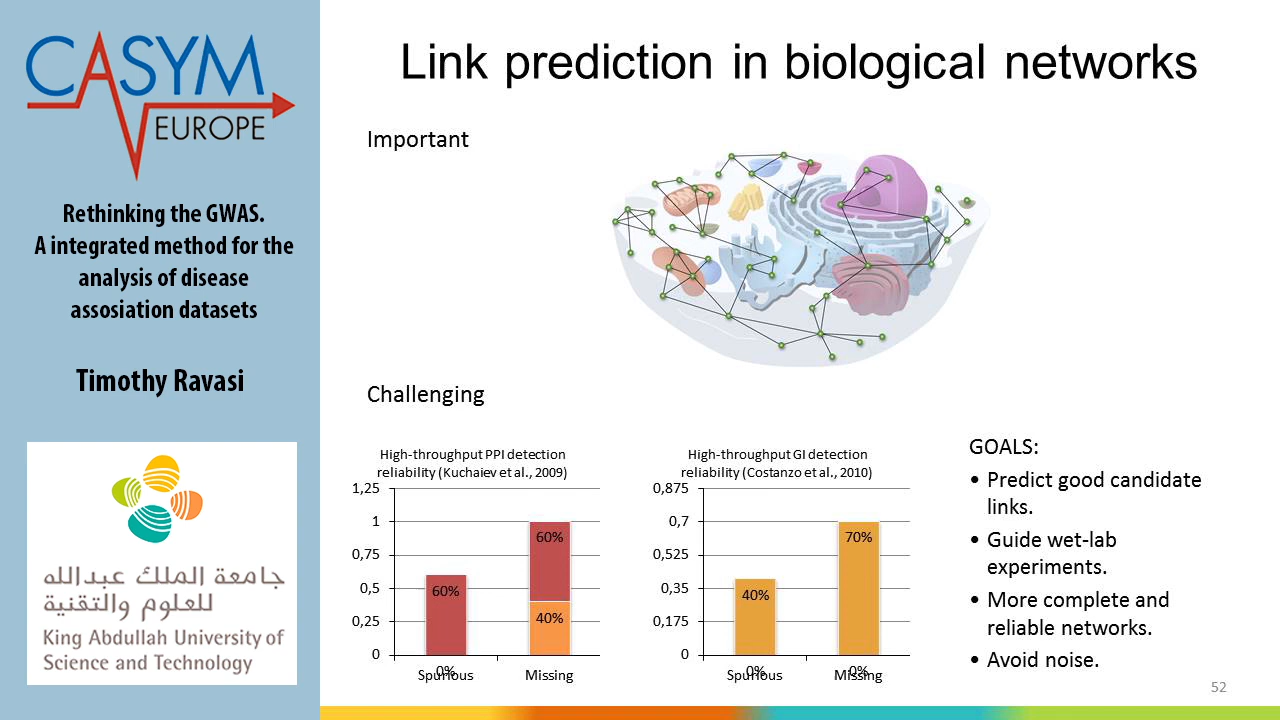 CASYM
EUROPE
Rethinking the GWAS.
A integrated method for the
analysis of disease
assosiation datasets
Timothy Ravasi
جامعة الملك عبدالله
للعلوم والتقنية
King Abdullah University of
Science and Technology
Link prediction in biological networks
Important
Challenging
High-throughput PPI detection
reliability (Kuchaiev et al., 2009)
1,25
1
0,75
0,5
0,25
0
60%
60%
40%
0%
Spurious
Missing
High-throughput GI detection
reliability (Costanzo et al., 2010)
0,875
0,7
0,525
0,35
0,175
0
40%
70%
0%
0%
Spurious
Missing
GOALS:
• Predict good candidate
links.
• Guide wet-lab
experiments.
• More complete and
reliable networks.
• Avoid noise.
52